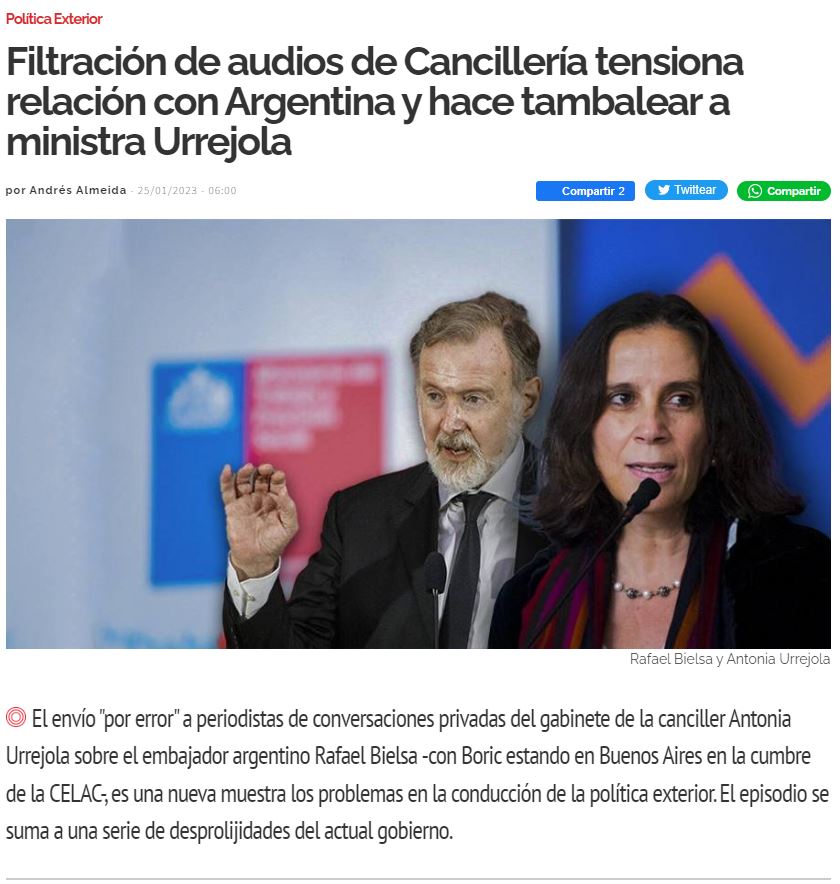 Política Exterior
Filtración de audios de Cancillería tensiona
relación con Argentina y hace tambalear a
ministra Urrejola
por Andrés Almeida - 25/01/2023 - 06:00
Compartir 2
Twittear
Compartir
Rafael Bielsa y Antonia Urrejola
El envío "por error" a periodistas de conversaciones privadas del gabinete de la canciller Antonia
Urrejola sobre el embajador argentino Rafael Bielsa -con Boric estando en Buenos Aires en la cumbre
de la CELAC-, es una nueva muestra los problemas en la conducción de la política exterior. El episodio se
suma a una serie de desprolijidades del actual gobierno.